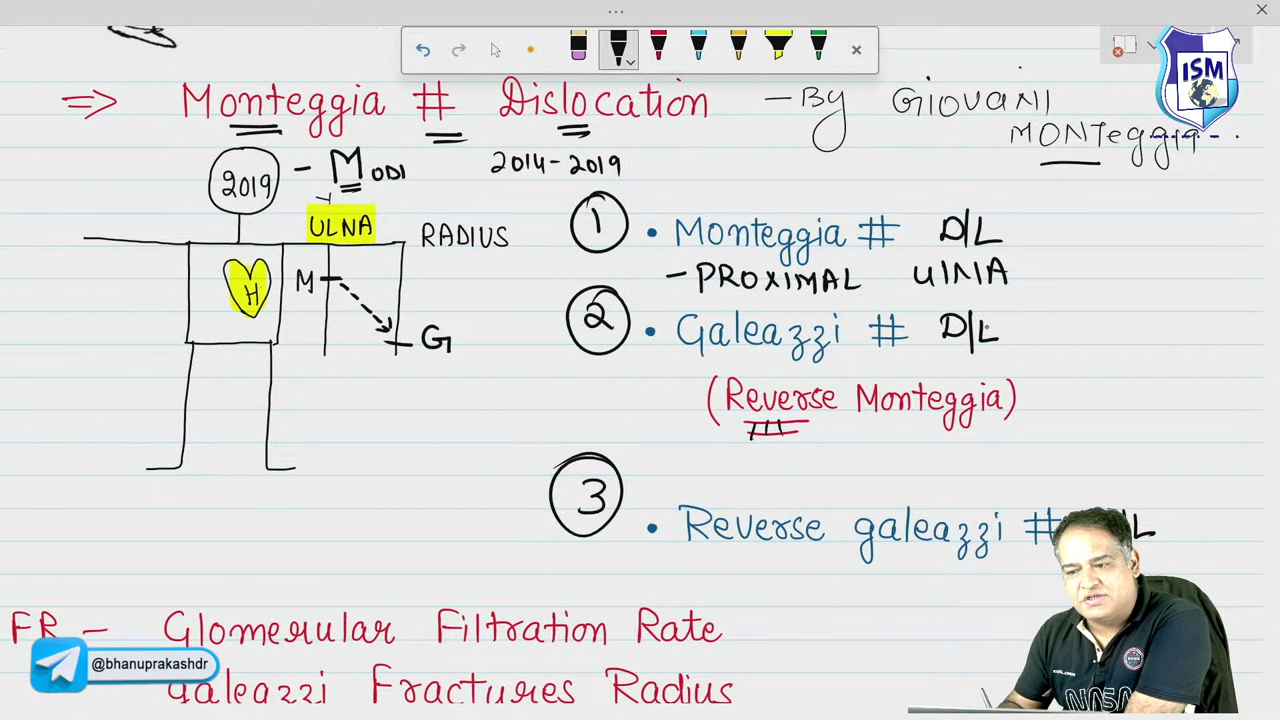 ISM
⇒ Monteggia # Dislocation - By GIOVANI
MONTeggia
2019 - MODI 2014-2019
ULNA RADIUS
M
H
G
1 • Monteggia # D/L
- PROXIMAL UlNA
2 • Galeazzi # D/L
(Reverse Monteggia)
3 • Reverse galeazzi # /L
FR - Glomerular Filtration Rate
@bhanuprakashdr
Galeazzi Fractures Radius
NASA